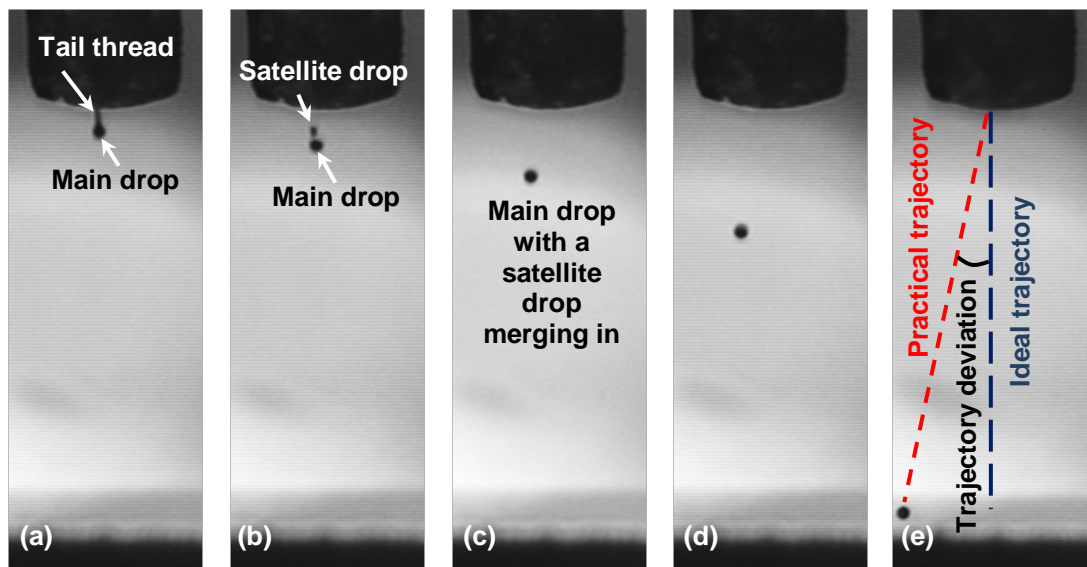 Tail thread
Main drop
(a)
Satellite drop
Main drop
(b)
Main drop
with a
satellite
drop
merging in
(c)
(d)
Practical trajectory
Trajectory deviation
Ideal trajectory
(e)